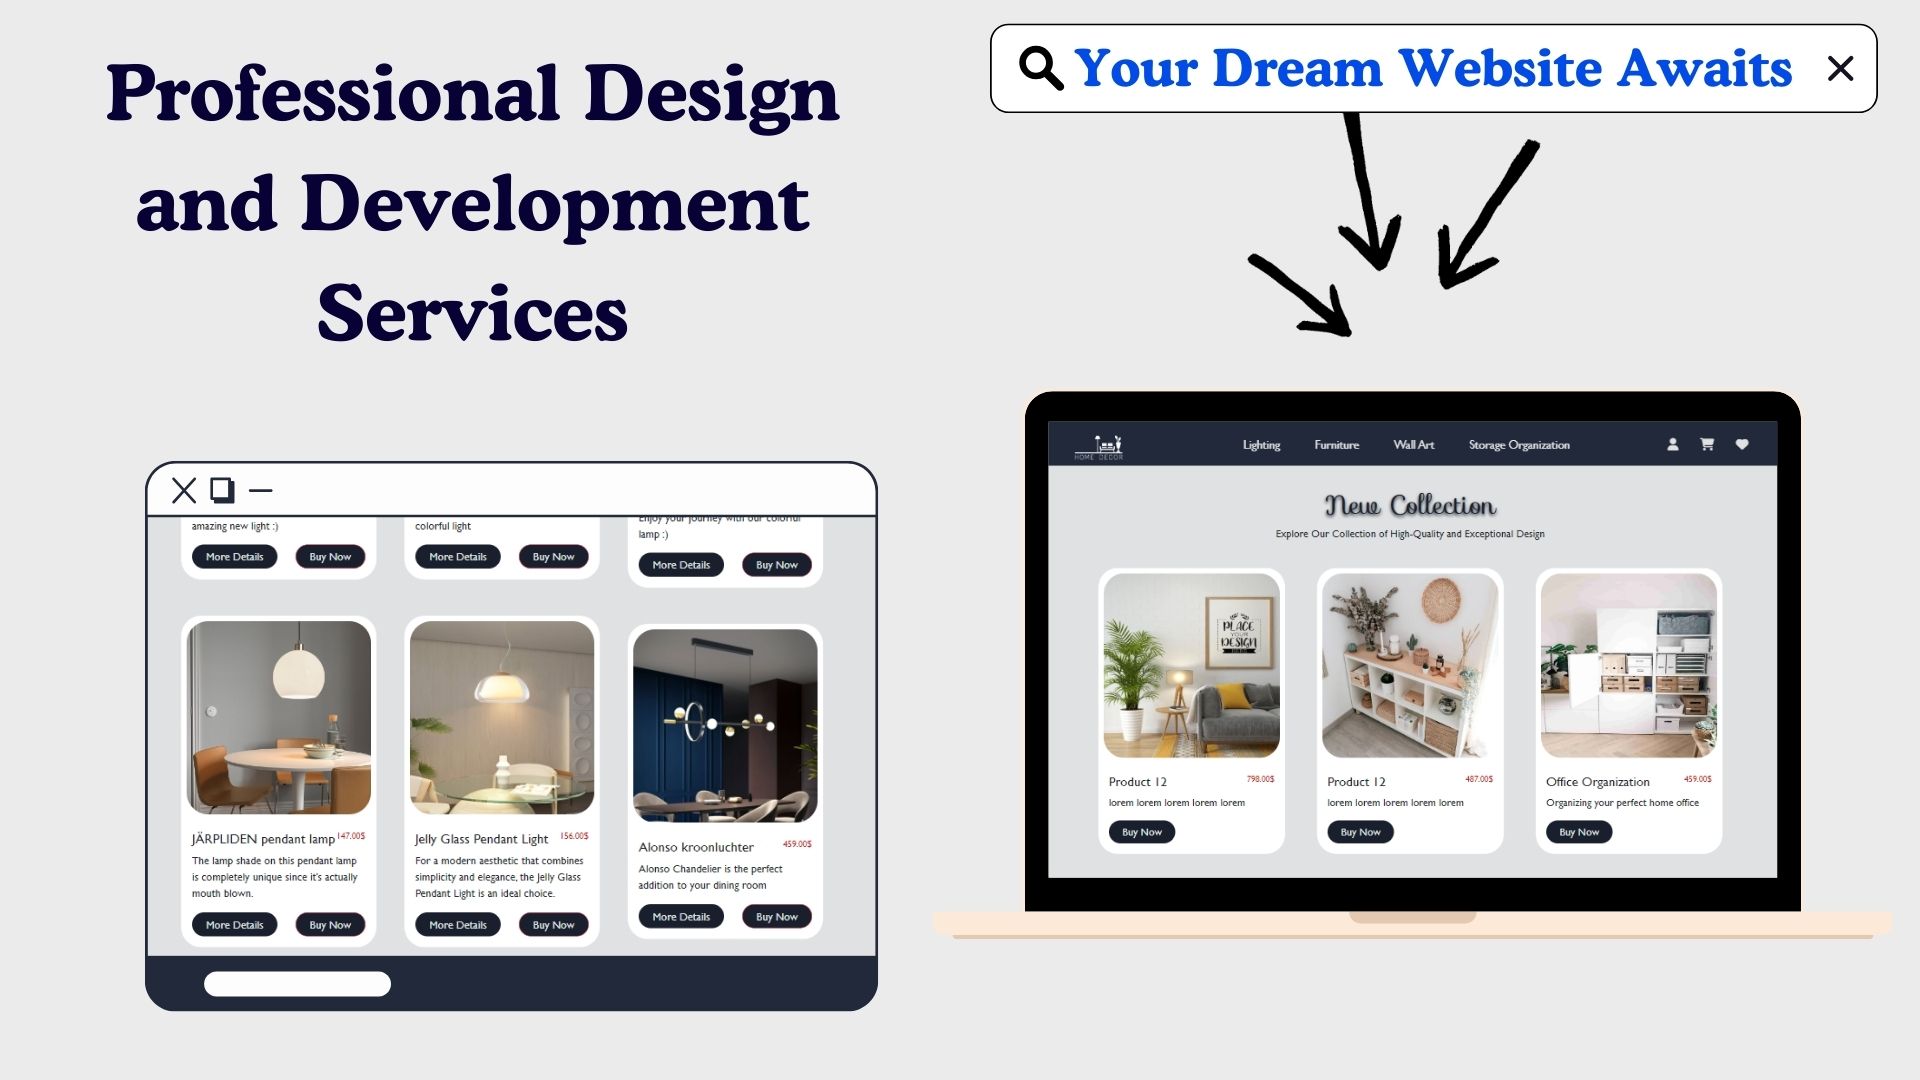 Professional Design
and Development
Services
Your Dream Website Awaits
amazing new light :)
More Details
Buy Now
colorful light
More Details
Buy Now
Enjoy your journey with our colorful
lamp :)
More Details
Buy Now
JÄRPLIDEN pendant lamp 147.00$
The lamp shade on this pendant lamp
is completely unique since it's actually
mouth blown.
More Details
Buy Now
Jelly Glass Pendant Light 156.00$
For a modern aesthetic that combines
simplicity and elegance, the Jelly Glass
Pendant Light is an ideal choice.
More Details
Buy Now
Alonso kroonluchter 459.00$
Alonso Chandelier is the perfect
addition to your dining room
More Details
Buy Now
HOME DECOR
Lighting
Furniture
Wall Art
Storage Organization
New Collection
Explore Our Collection of High-Quality and Exceptional Design
PLACE
YOUR
DESIGN
Product 12 798.00$
lorem lorem lorem lorem lorem
Buy Now
Product 12 487.00$
lorem lorem lorem lorem lorem
Buy Now
Office Organization 459.00$
Organizing your perfect home office
Buy Now